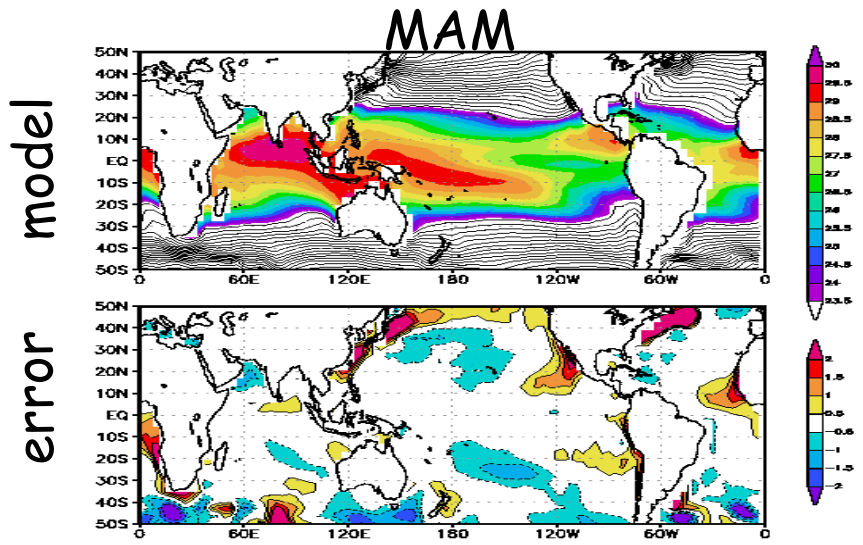 MAM
model
50N
40N
30N
20N
10N
EQ
10S
20S
30S
40S
50S
0 60E 120E 180 120W 60W 0
30
29.5
29
28.5
28
27.5
27
26.5
26
25.5
25
24.5
24
23.5
error
50N
40N
30N
20N
10N
EQ
10S
20S
30S
40S
50S
0 60E 120E 180 120W 60W 0
2
1.5
1
0.5
-0.5
-1
-1.5
-2